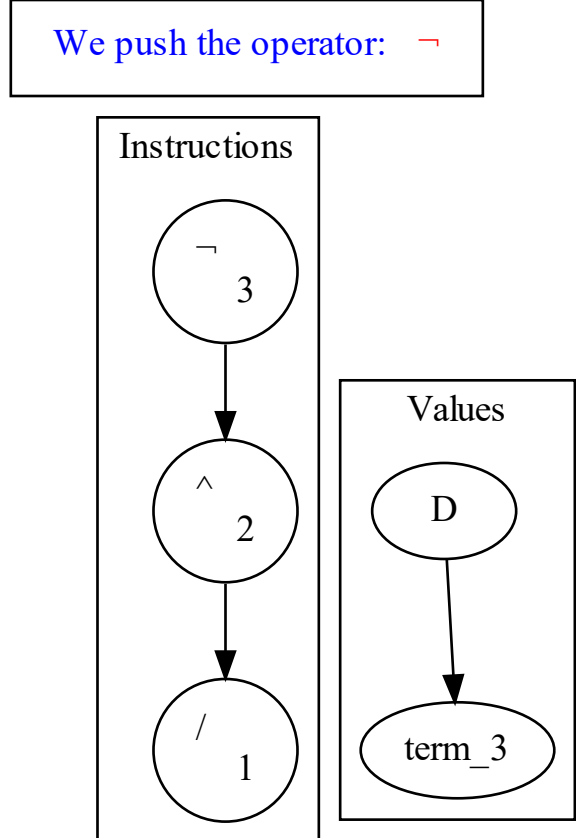 We push the operator: ¬
Instructions
¬
3
^
2
/
1
Values
D
term_3